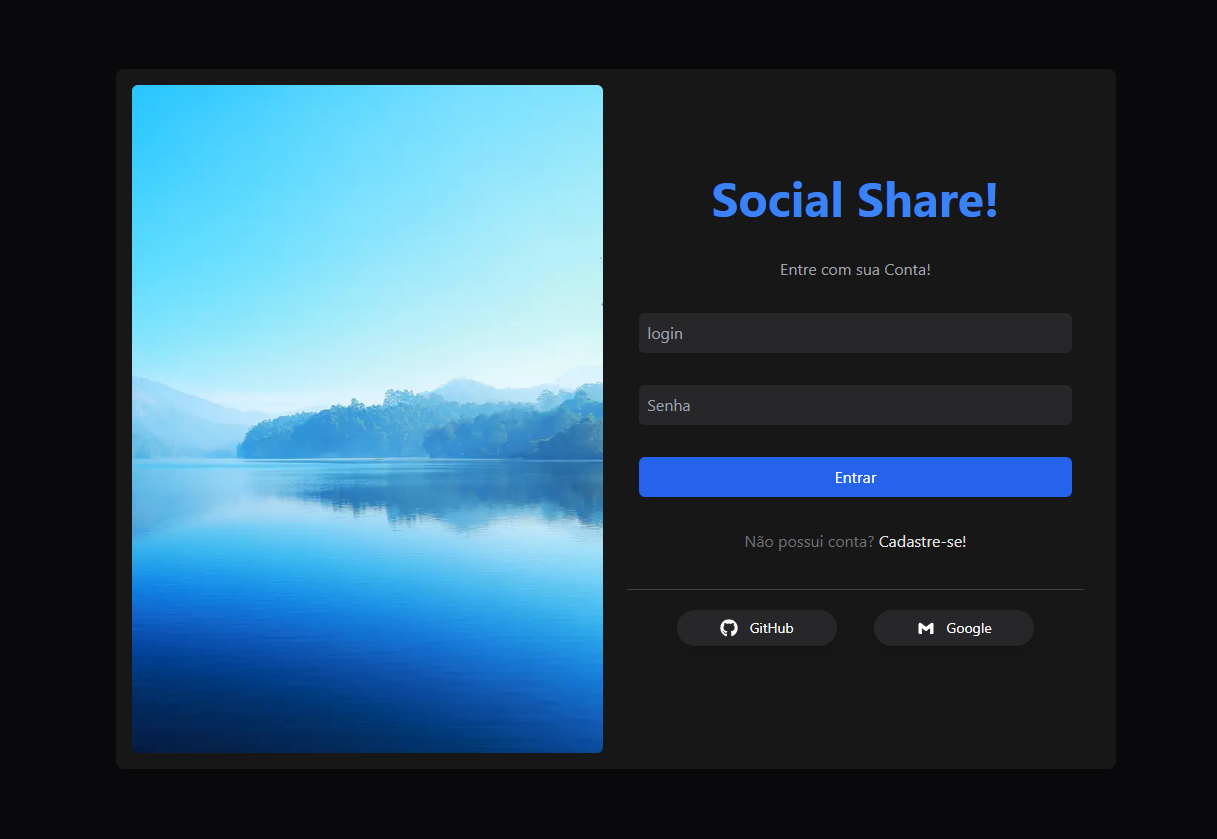 Social Share!
Entre com sua Conta!
login
Senha
Entrar
Não possui conta? Cadastre-se!
GitHub
Google